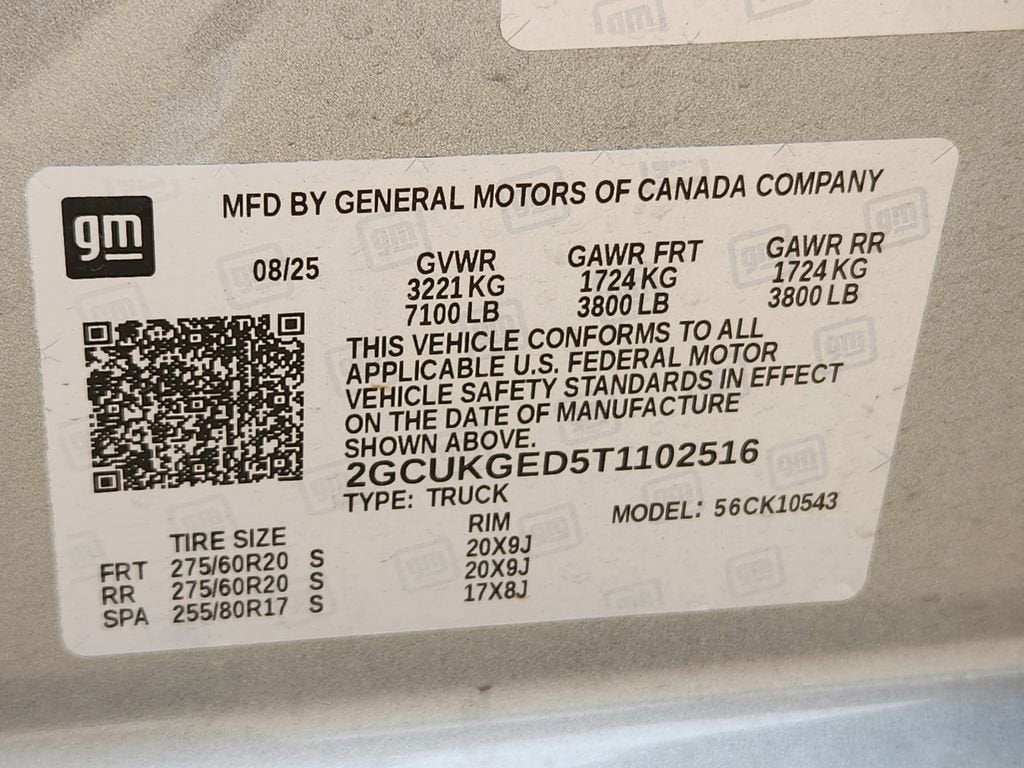 gm
MFD BY GENERAL MOTORS OF CANADA COMPANY
08/25
GVWR
3221 KG
7100 LB
GAWR FRT
1724 KG
3800 LB
GAWR RR
1724 KG
3800 LB
THIS VEHICLE CONFORMS TO ALL
APPLICABLE U.S. FEDERAL MOTOR
VEHICLE SAFETY STANDARDS IN EFFECT
ON THE DATE OF MANUFACTURE
SHOWN ABOVE.
2GCUKGED5T1102516
TYPE: TRUCK
MODEL: 56CK10543
TIRE SIZE RIM
FRT 275/60R20 S 20X9J
RR 275/60R20 S 20X9J
SPA 255/80R17 S 17X8J